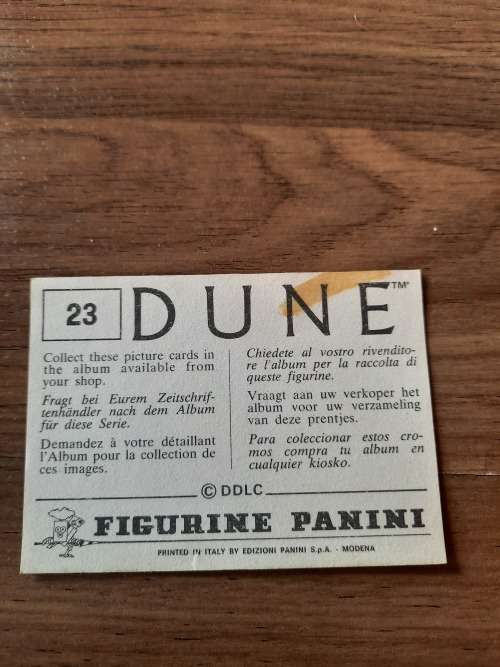 23
DUNE™
Collect these picture cards in
the album available from
your shop.
Fragt bei Eurem Zeitschrif-
tenhändler nach dem Album
für diese Serie.
Demandez à votre détaillant
l'Album pour la collection de
ces images.
Chiedete al vostro rivendito-
re l'album per la raccolta di
queste figurine.
Vraagt aan uw verkoper het
album voor uw verzameling
van deze prentjes.
Para coleccionar estos cro-
mos compra tu album en
cualquier kiosko.
© DDLC
FIGURINE PANINI
PRINTED IN ITALY BY EDIZIONI PANINI S.p.A. - MODENA